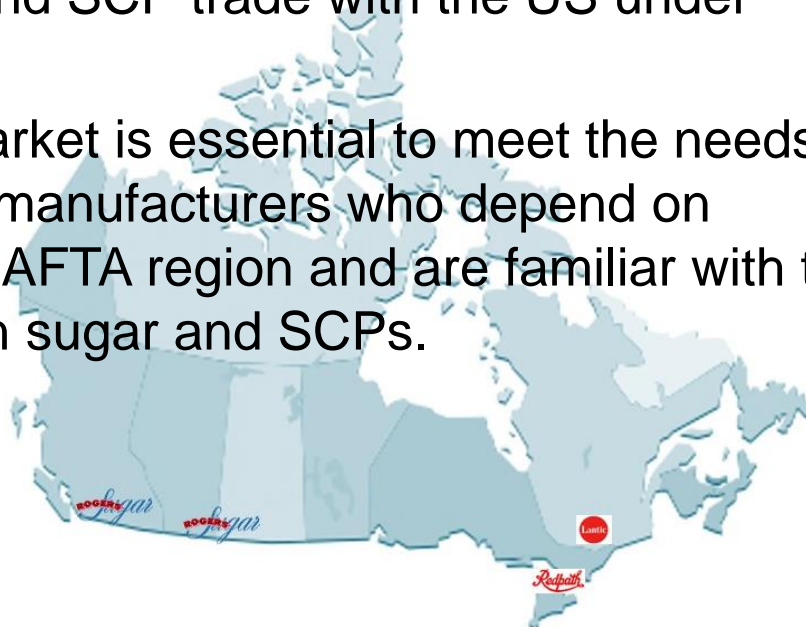 nd SCP trade with the US under
arket is essential to meet the needs
manufacturers who depend on
AFTA region and are familiar with t
n sugar and SCPs.
ROGERS Sugar
ROGERS Sugar
Lantic
Redpath